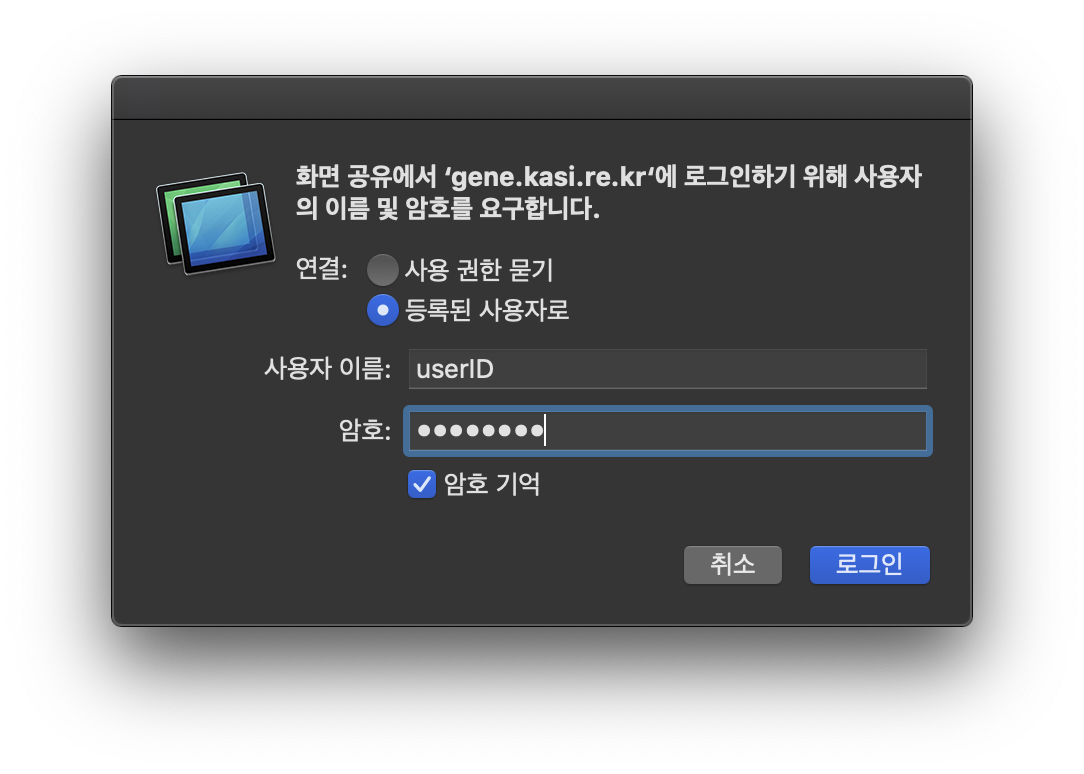 화면 공유에서 ‘gene.kasi.re.kr‘에 로그인하기 위해 사용자
의 이름 및 암호를 요구합니다.
연결: 사용 권한 묻기
등록된 사용자로
사용자 이름: userID
암호: ●●●●●●●●
암호 기억
취소 로그인